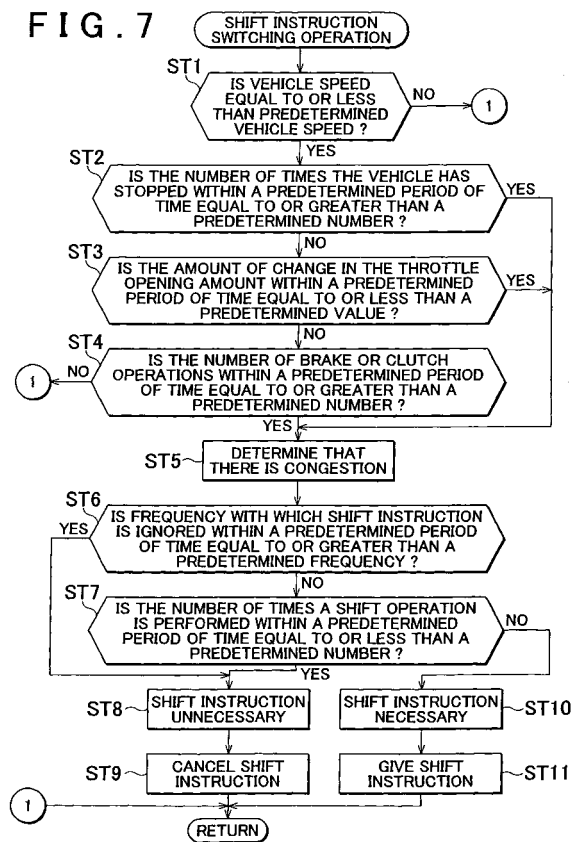 FIG. 7
SHIFT INSTRUCTION
SWITCHING OPERATION
ST1
IS VEHICLE SPEED
EQUAL TO OR LESS
THAN PREDETERMINED
VEHICLE SPEED ?
NO
1
YES
ST2
IS THE NUMBER OF TIMES THE VEHICLE HAS
STOPPED WITHIN A PREDETERMINED PERIOD OF
TIME EQUAL TO OR GREATER THAN A
PREDETERMINED NUMBER ?
YES
NO
ST3
IS THE AMOUNT OF CHANGE IN THE THROTTLE
OPENING AMOUNT WITHIN A PREDETERMINED
PERIOD OF TIME EQUAL TO OR LESS THAN A
PREDETERMINED VALUE ?
YES
NO
ST4
IS THE NUMBER OF BRAKE OR CLUTCH
OPERATIONS WITHIN A PREDETERMINED PERIOD
OF TIME EQUAL TO OR GREATER THAN A
PREDETERMINED NUMBER ?
NO
1
YES
ST5
DETERMINE THAT
THERE IS CONGESTION
ST6
IS FREQUENCY WITH WHICH SHIFT INSTRUCTION
IS IGNORED WITHIN A PREDETERMINED PERIOD
OF TIME EQUAL TO OR GREATER THAN A
PREDETERMINED FREQUENCY ?
YES
NO
ST7
IS THE NUMBER OF TIMES A SHIFT OPERATION
IS PERFORMED WITHIN A PREDETERMINED
PERIOD OF TIME EQUAL TO OR LESS THAN A
PREDETERMINED NUMBER ?
NO
YES
ST8
SHIFT INSTRUCTION
UNNECESSARY
SHIFT INSTRUCTION
NECESSARY
ST10
ST9
CANCEL SHIFT
INSTRUCTION
GIVE SHIFT
INSTRUCTION
ST11
1
RETURN